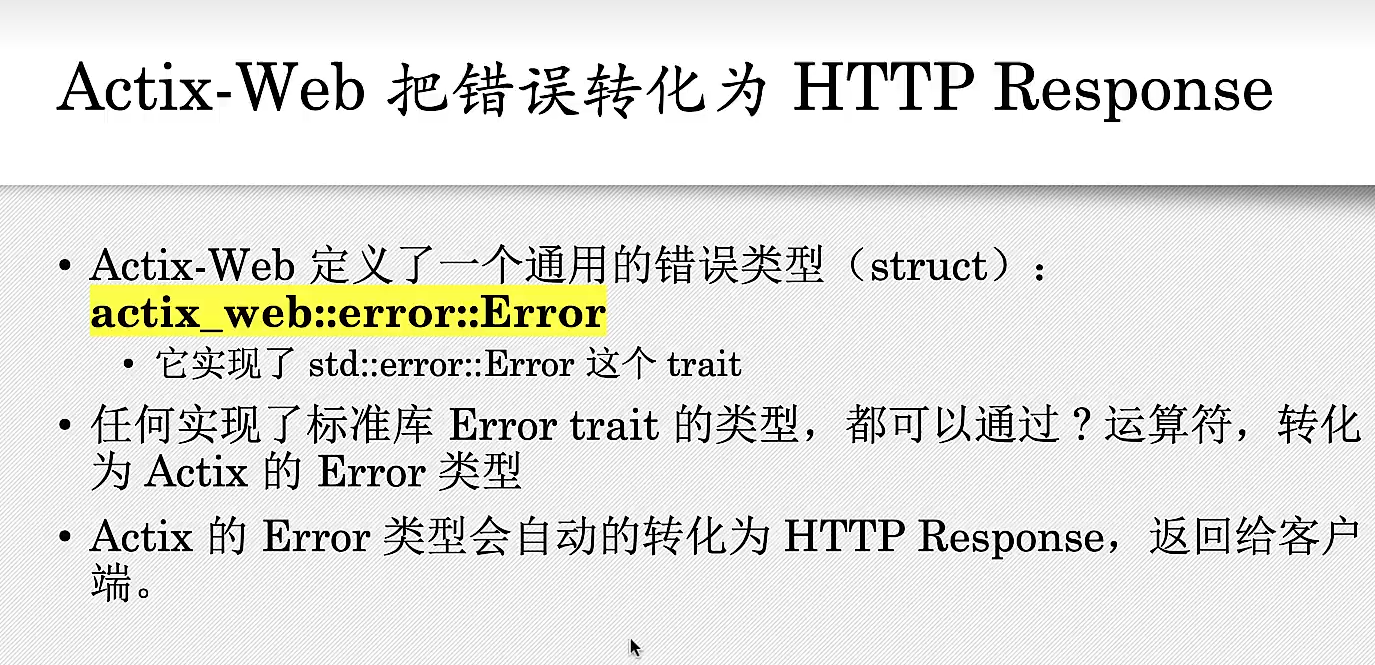 Actix-Web 把错误转化为 HTTP Response
• Actix-Web 定义了一个通用的错误类型（struct）：
actix_web::error::Error
• 它实现了 std::error::Error 这个 trait
• 任何实现了标准库 Error trait 的类型，都可以通过 ? 运算符，转化
为 Actix 的 Error 类型
• Actix 的 Error 类型会自动的转化为 HTTP Response，返回给客户
端。